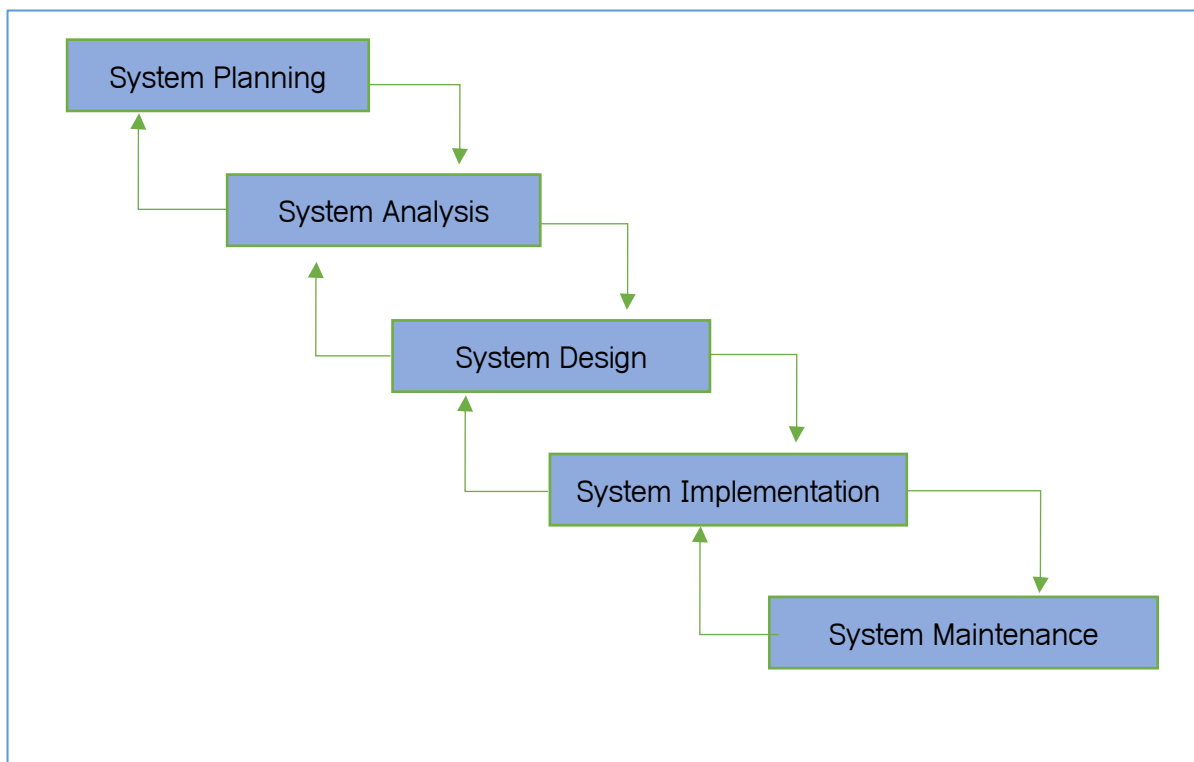 System Planning
System Analysis
System Design
System Implementation
System Maintenance